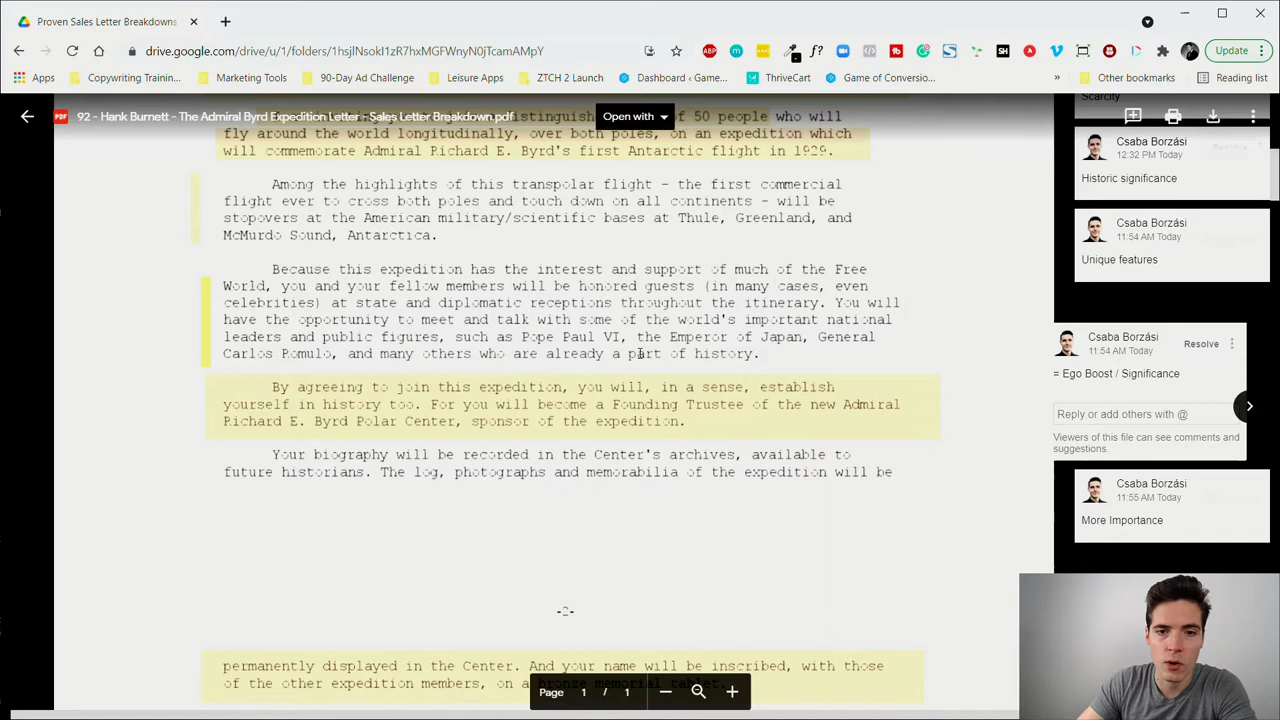 Proven Sales Letter Breakdowns
drive.google.com/drive/u/1/folders/1hsjlNsokI1zR7hxMGFWnyN0jTcamAMpY
Update
Apps
Copywriting Trainin...
Marketing Tools
90-Day Ad Challenge
Leisure Apps
ZTCH 2 Launch
Dashboard ‹ Game...
ThriveCart
Game of Conversio...
Other bookmarks
Reading list
92 - Hank Burnett - The Admiral Byrd Expedition Letter - Sales Letter Breakdown.pdf
Open with
of 50 people who will
fly around the world longitudinally, over both poles, on an expedition which
will commemorate Admiral Richard E. Byrd's first Antarctic flight in 1929.
Among the highlights of this transpolar flight - the first commercial
flight ever to cross both poles and touch down on all continents - will be
stopovers at the American military/scientific bases at Thule, Greenland, and
McMurdo Sound, Antarctica.
Because this expedition has the interest and support of much of the Free
World, you and your fellow members will be honored guests (in many cases, even
celebrities) at state and diplomatic receptions throughout the itinerary. You will
have the opportunity to meet and talk with some of the world's important national
leaders and public figures, such as Pope Paul VI, the Emperor of Japan, General
Carlos Romulo, and many others who are already a part of history.
By agreeing to join this expedition, you will, in a sense, establish
yourself in history too. For you will become a Founding Trustee of the new Admiral
Richard E. Byrd Polar Center, sponsor of the expedition.
Your biography will be recorded in the Center's archives, available to
future historians. The log, photographs and memorabilia of the expedition will be
-2-
permanently displayed in the Center. And your name will be inscribed, with those
of the other expedition members, on a bronze memorial tablet.
Page 1 / 1
Scarcity
Csaba Borzási
12:32 PM Today
Historic significance
Csaba Borzási
11:54 AM Today
Unique features
Csaba Borzási
11:54 AM Today
Resolve
= Ego Boost / Significance
Reply or add others with @
Viewers of this file can see comments and
suggestions.
Csaba Borzási
11:55 AM Today
More Importance